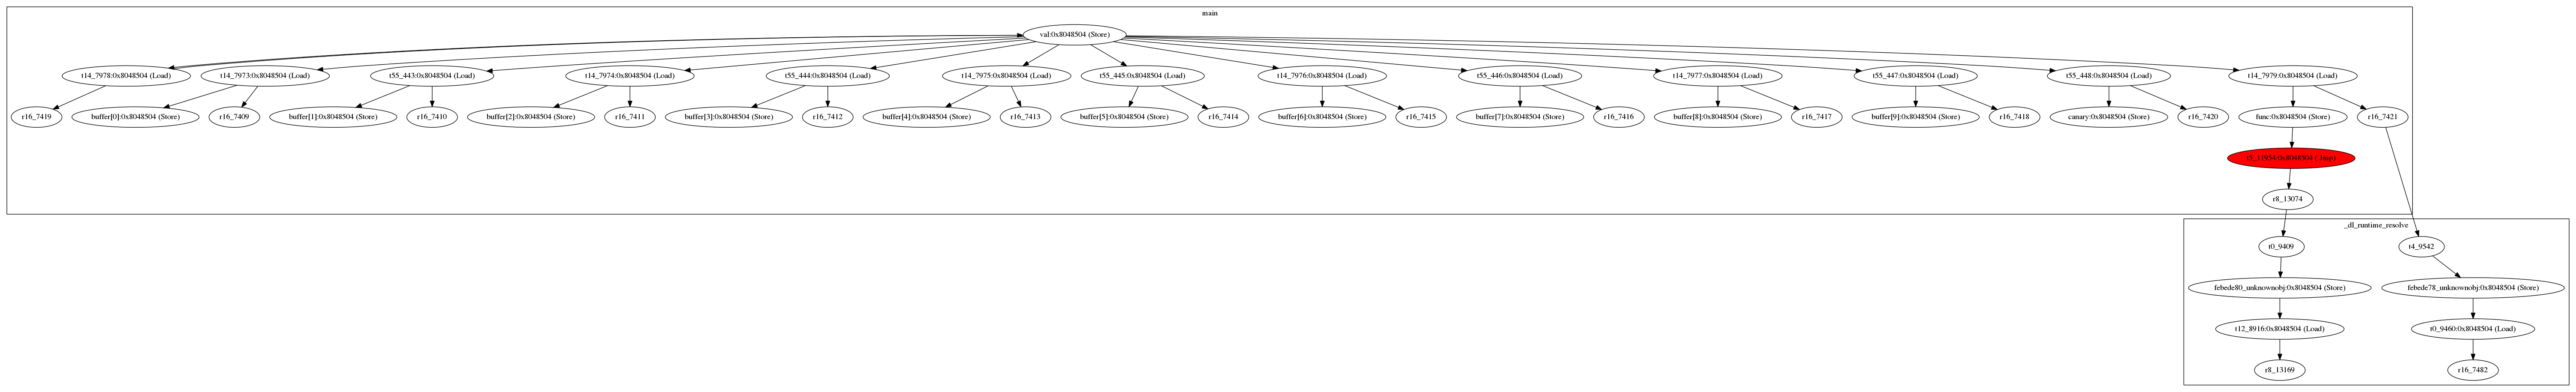 main
val:0x8048504 (Store)
t14_7978:0x8048504 (Load)
t14_7973:0x8048504 (Load)
t55_443:0x8048504 (Load)
t14_7974:0x8048504 (Load)
t55_444:0x8048504 (Load)
t14_7975:0x8048504 (Load)
t55_445:0x8048504 (Load)
t14_7976:0x8048504 (Load)
t55_446:0x8048504 (Load)
t14_7977:0x8048504 (Load)
t55_447:0x8048504 (Load)
t55_448:0x8048504 (Load)
t14_7979:0x8048504 (Load)
r16_7419
buffer[0]:0x8048504 (Store)
r16_7409
buffer[1]:0x8048504 (Store)
r16_7410
buffer[2]:0x8048504 (Store)
r16_7411
buffer[3]:0x8048504 (Store)
r16_7412
buffer[4]:0x8048504 (Store)
r16_7413
buffer[5]:0x8048504 (Store)
r16_7414
buffer[6]:0x8048504 (Store)
r16_7415
buffer[7]:0x8048504 (Store)
r16_7416
buffer[8]:0x8048504 (Store)
r16_7417
buffer[9]:0x8048504 (Store)
r16_7418
canary:0x8048504 (Store)
r16_7420
func:0x8048504 (Store)
r16_7421
t5_11954:0x8048504 (Jmp)
r8_13074
_dl_runtime_resolve
t0_9409
t4_9542
febede80_unknownobj:0x8048504 (Store)
febede78_unknownobj:0x8048504 (Store)
t12_8916:0x8048504 (Load)
t0_9460:0x8048504 (Load)
r8_13169
r16_7482